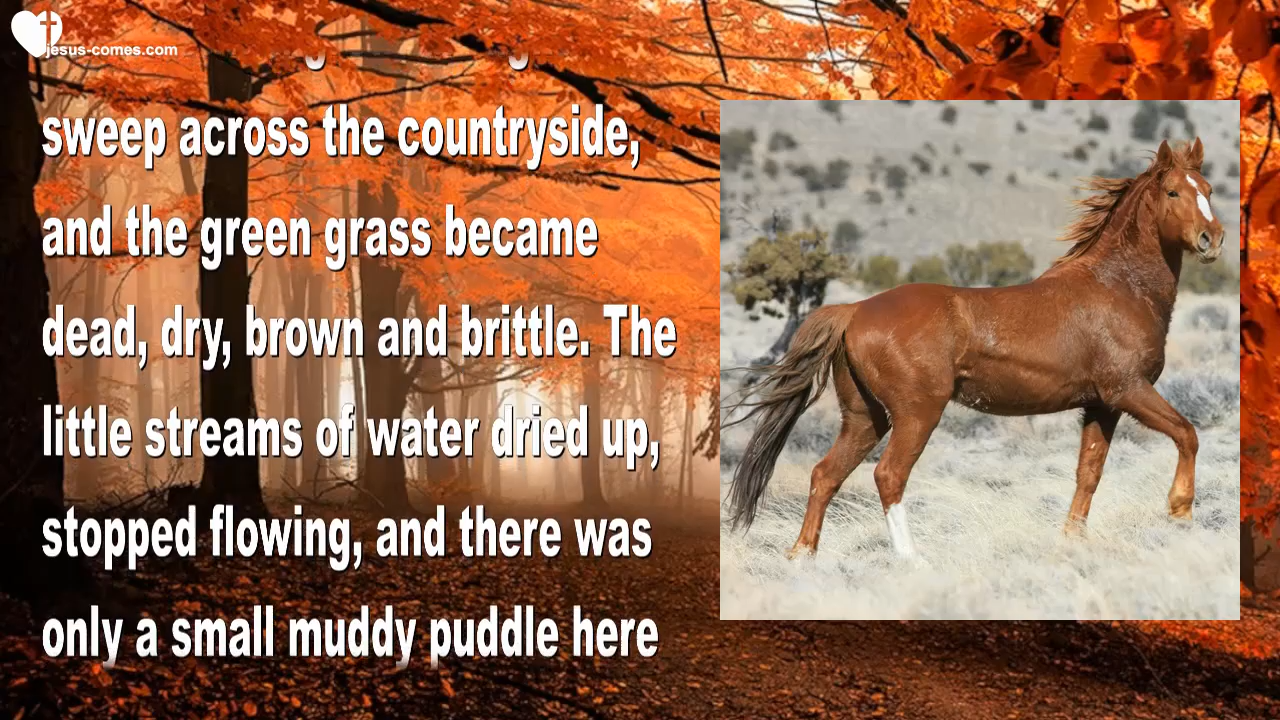 jesus-comes.com
sweep across the countryside,
and the green grass became
dead, dry, brown and brittle. The
little streams of water dried up,
stopped flowing, and there was
only a small muddy puddle here